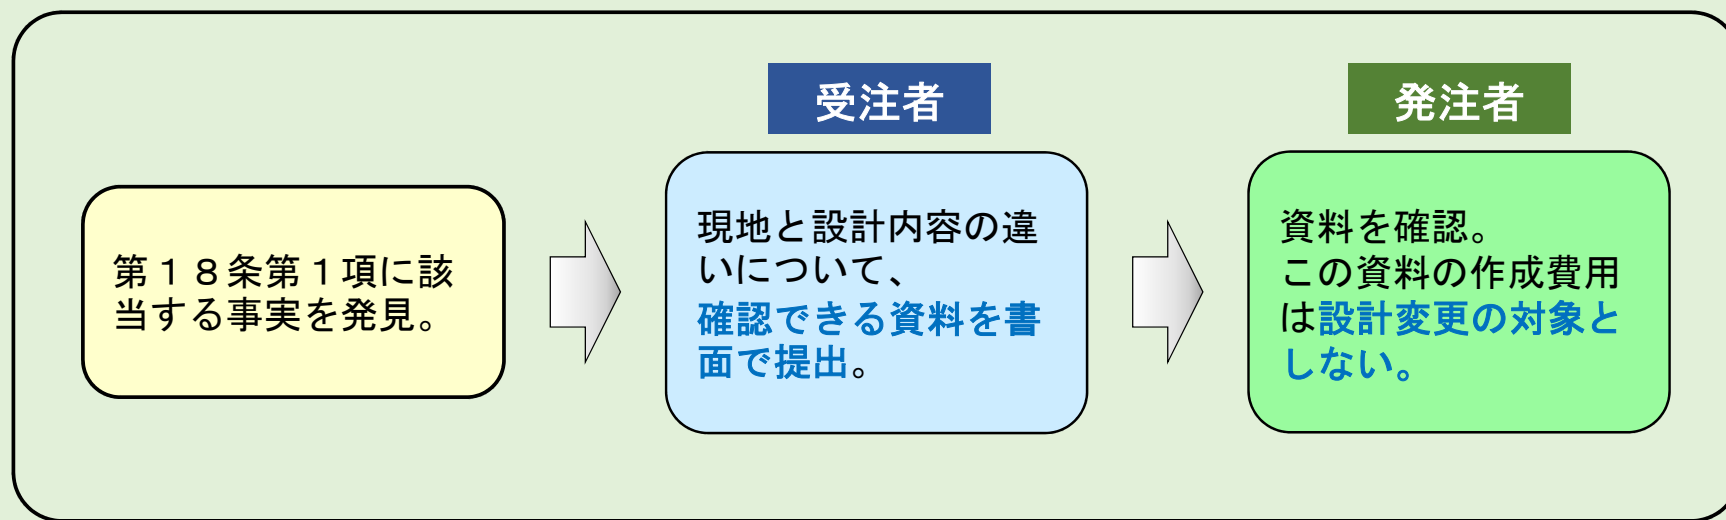 第１８条第１項に該
当する事実を発見。
受注者
現地と設計内容の違
いについて、
確認できる資料を書
面で提出。
発注者
資料を確認。
この資料の作成費用
は設計変更の対象と
しない。